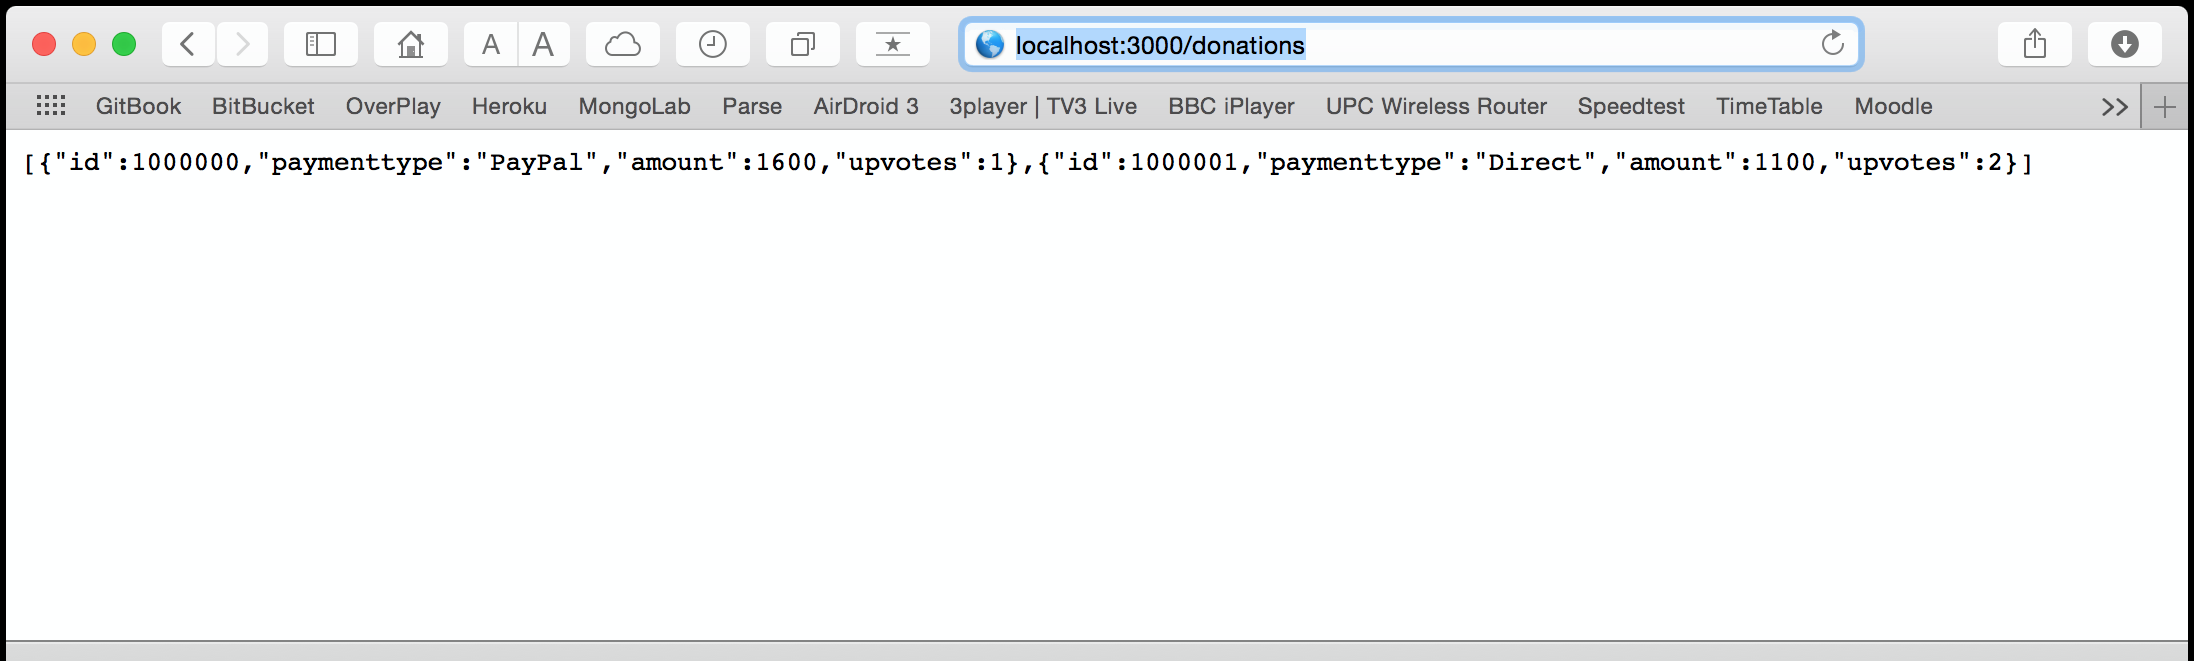 A A localhost:3000/donations
GitBook BitBucket OverPlay Heroku MongoLab Parse AirDroid 3 3player | TV3 Live BBC iPlayer UPC Wireless Router Speedtest TimeTable Moodle
[{"id":1000000,"paymenttype":"PayPal","amount":1600,"upvotes":1},{"id":1000001,"paymenttype":"Direct","amount":1100,"upvotes":2}]